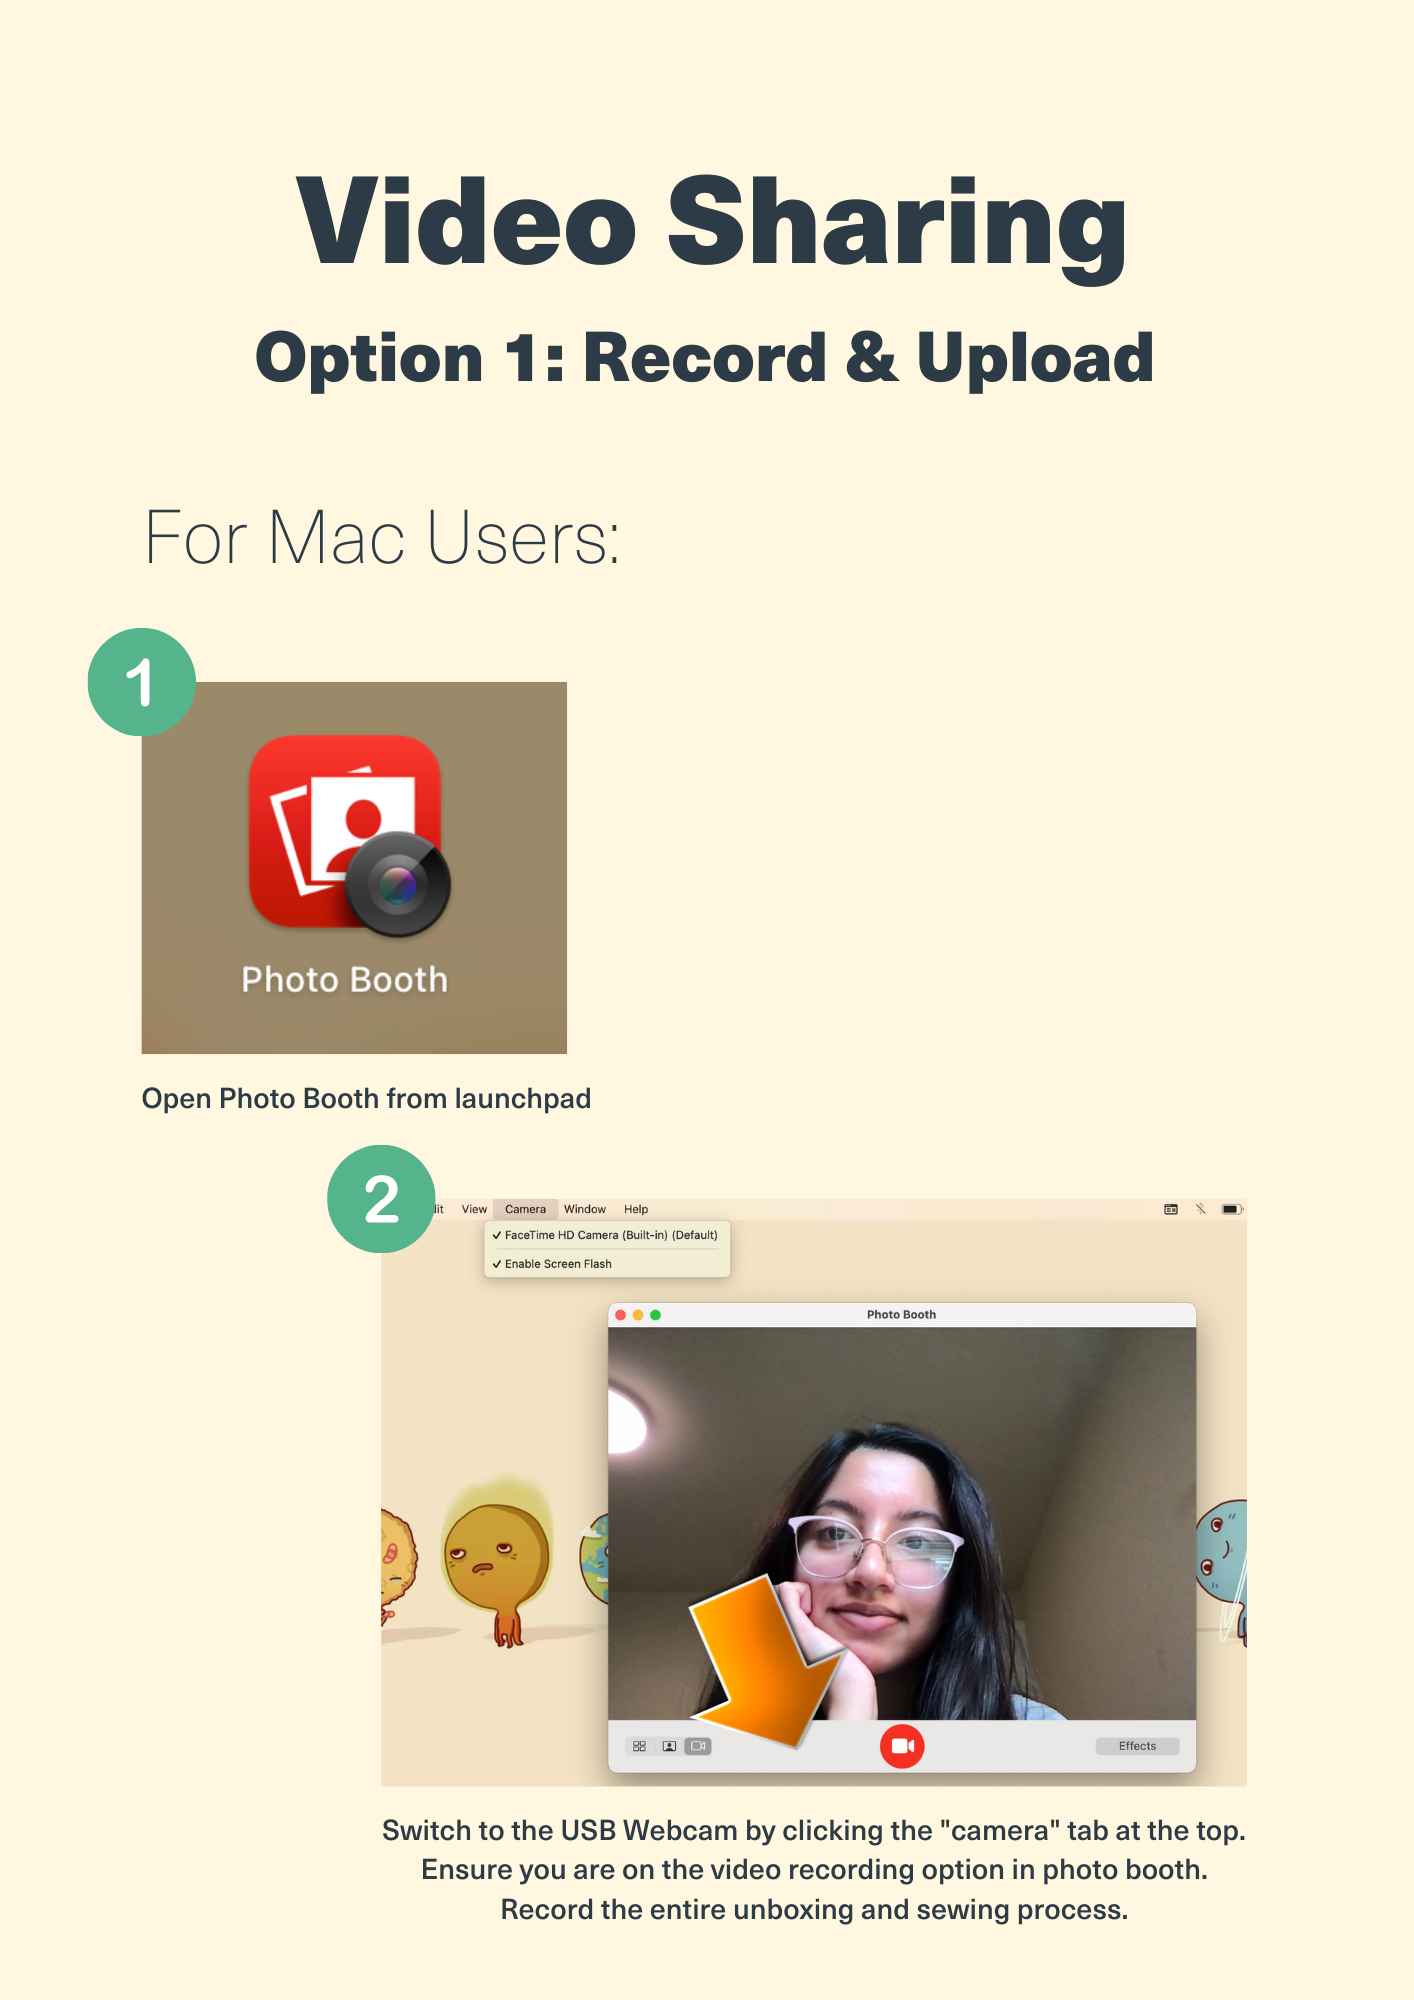 Video Sharing
Option 1: Record & Upload
For Mac Users:
1
Photo Booth
Open Photo Booth from launchpad
2
dit View Camera Window Help
✓ FaceTime HD Camera (Built-in) (Default)
✓ Enable Screen Flash
Photo Booth
Effects
Switch to the USB Webcam by clicking the "camera" tab at the top.
Ensure you are on the video recording option in photo booth.
Record the entire unboxing and sewing process.